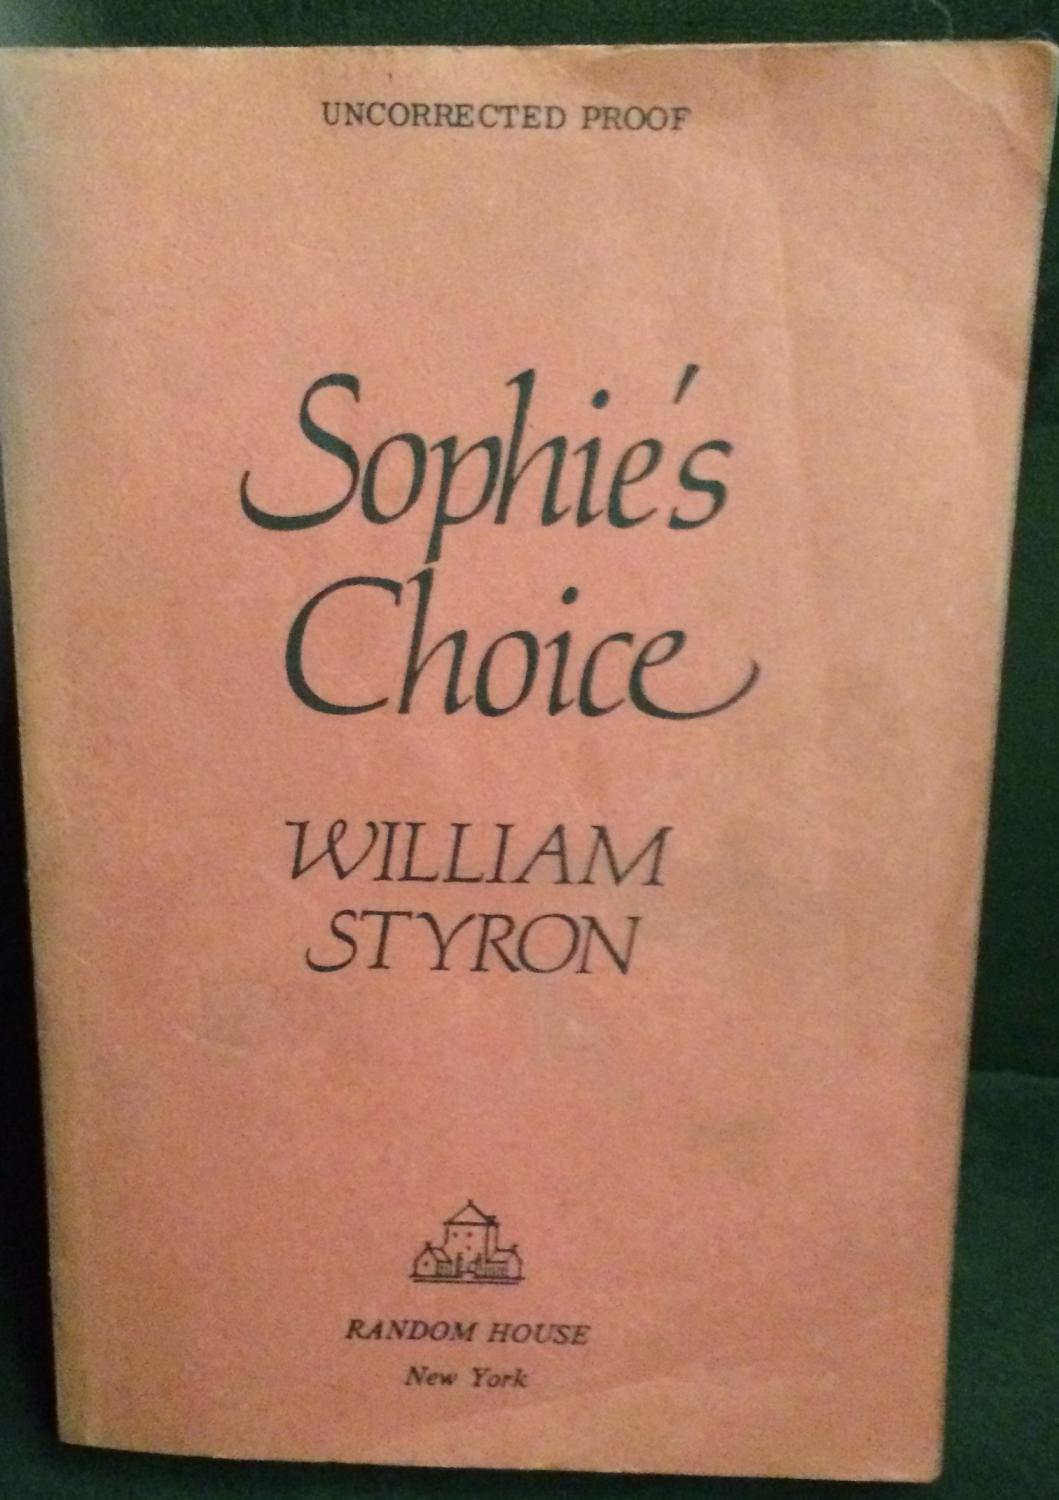 UNCORRECTED PROOF
Sophie's
Choice
WILLIAM
STYRON
RANDOM HOUSE
New York